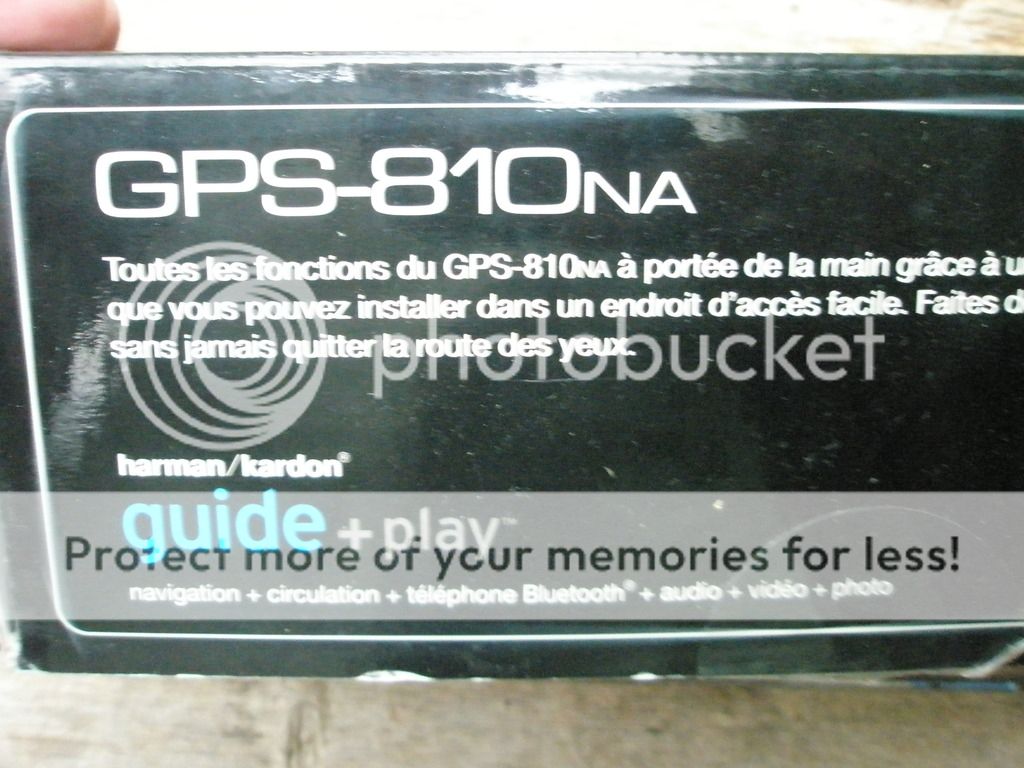 GPS-810NA
Toutes les fonctions du GPS-810NA à portée de la main grâce à
que vous pouvez installer dans un endroit d'accès facile. Faites
sans jamais quitter la route des yeux.
photobucket
harman/kardon®
guide + play™
Protect more of your memories for less!
navigation + circulation + téléphone Bluetooth® + audio + vidéo + photo